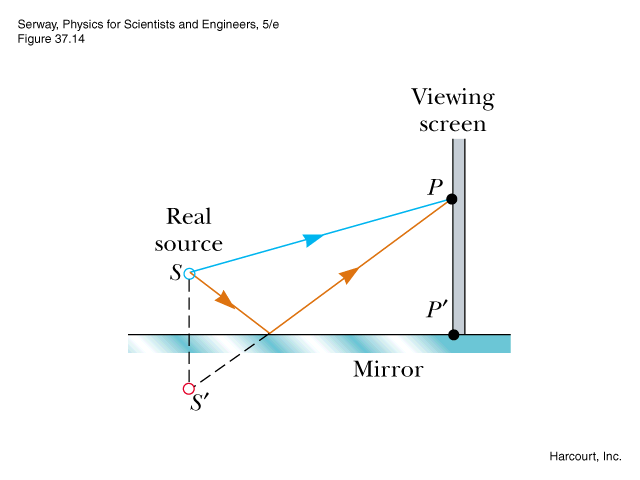 Serway, Physics for Scientists and Engineers, 5/e
Figure 37.14
Viewing
screen
P
Real
source
S
P′
Mirror
S′
Harcourt, Inc.